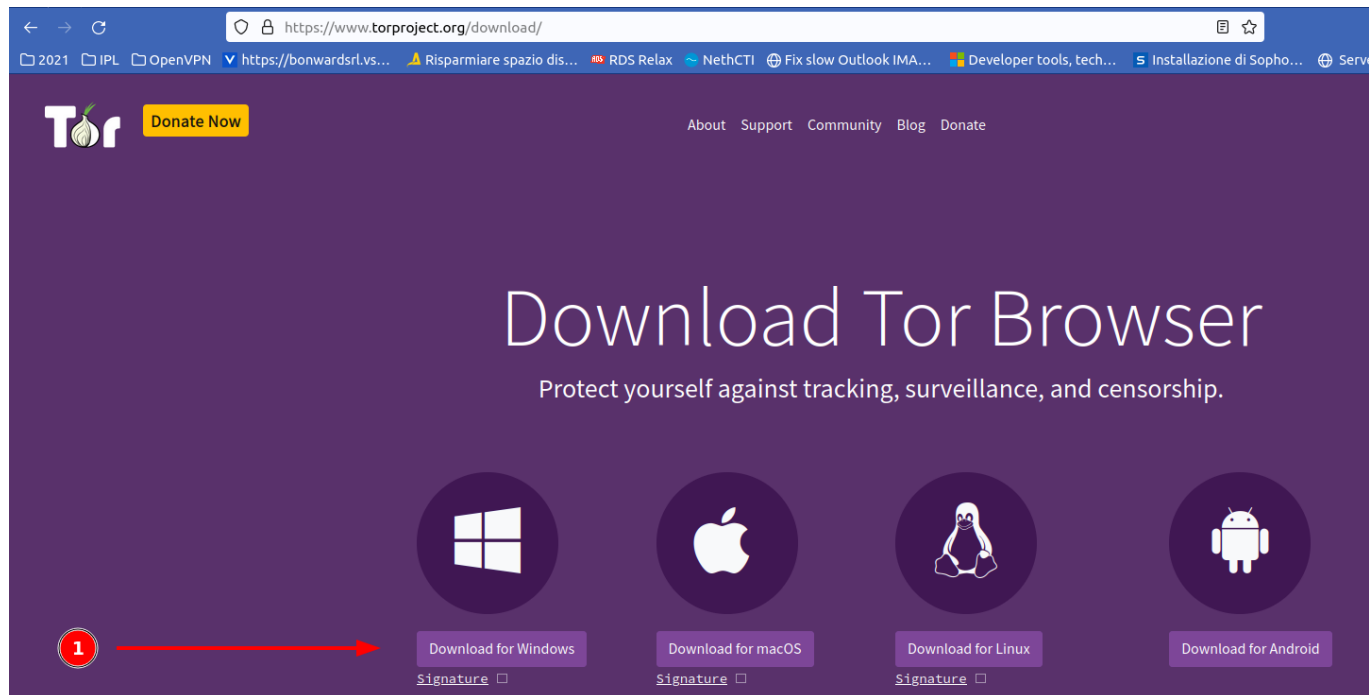 https://www.torproject.org/download/
2021 IPL OpenVPN https://bonwardsrl.vs... Risparmiare spazio dis... RDS RDS Relax NethCTI Fix slow Outlook IMA... Developer tools, tech... S Installazione di Sopho... Serve
Tor Donate Now About Support Community Blog Donate
Download Tor Browser
Protect yourself against tracking, surveillance, and censorship.
1 Download for Windows Download for macOS Download for Linux Download for Android
Signature Signature Signature